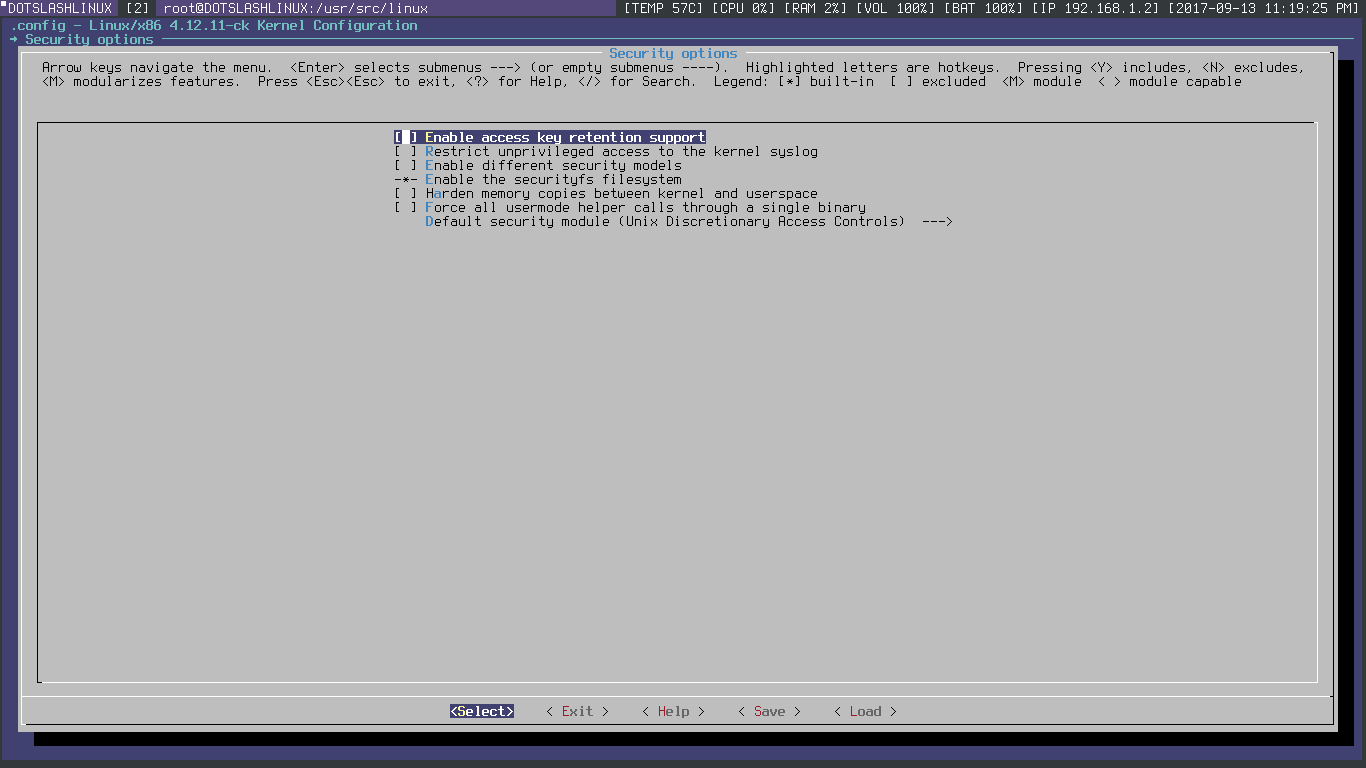 DOTSLASHLINUX [2] root@DOTSLASHLINUX:/usr/src/linux [TEMP 57C] [CPU 0%] [RAM 2%] [VOL 100%] [BAT 100%] [IP 192.168.1.2] [2017-09-13 11:19:25 PM]
.config - Linux/x86 4.12.11-ck Kernel Configuration
→ Security options
Security options
Arrow keys navigate the menu.  <Enter> selects submenus ---> (or empty submenus ----).  Highlighted letters are hotkeys.  Pressing <Y> includes, <N> excludes,
<M> modularizes features.  Press <Esc><Esc> to exit, <?> for Help, </> for Search.  Legend: [*] built-in  [ ] excluded  <M> module  < > module capable
[ ] Enable access key retention support
[ ] Restrict unprivileged access to the kernel syslog
[ ] Enable different security models
-*- Enable the securityfs filesystem
[ ] Harden memory copies between kernel and userspace
[ ] Force all usermode helper calls through a single binary
Default security module (Unix Discretionary Access Controls)  --->
<Select> < Exit > < Help > < Save > < Load >